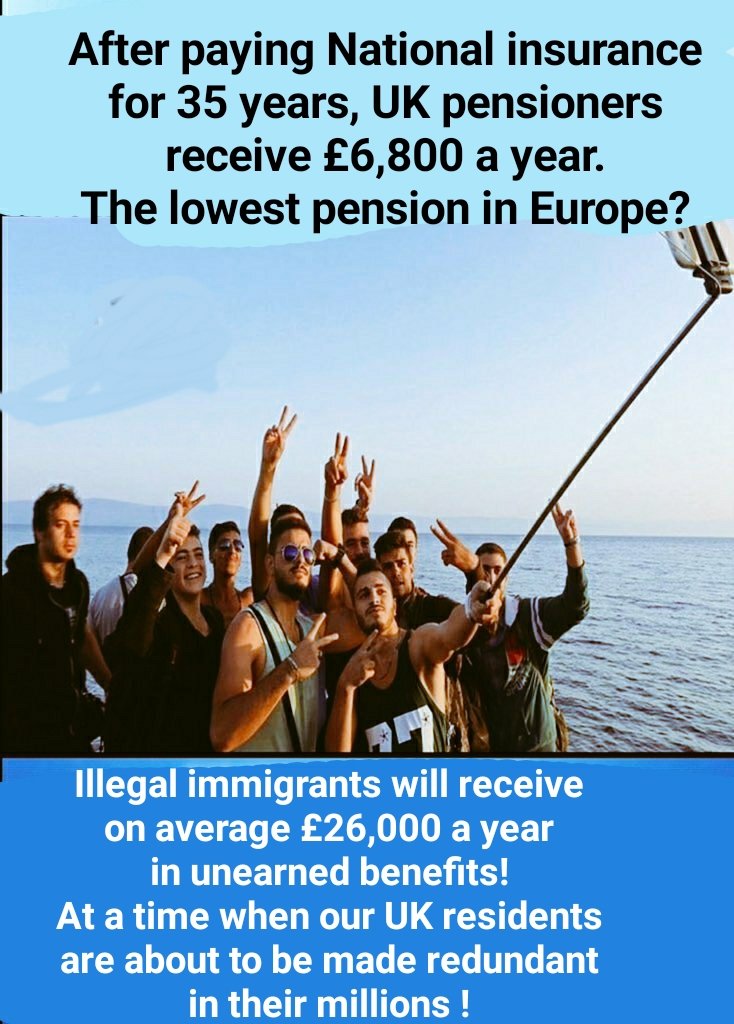 After paying National insurance
for 35 years, UK pensioners
receive £6,800 a year.
The lowest pension in Europe?
77
Illegal immigrants will receive
on average £26,000 a year
in unearned benefits!
At a time when our UK residents
are about to be made redundant
in their millions !